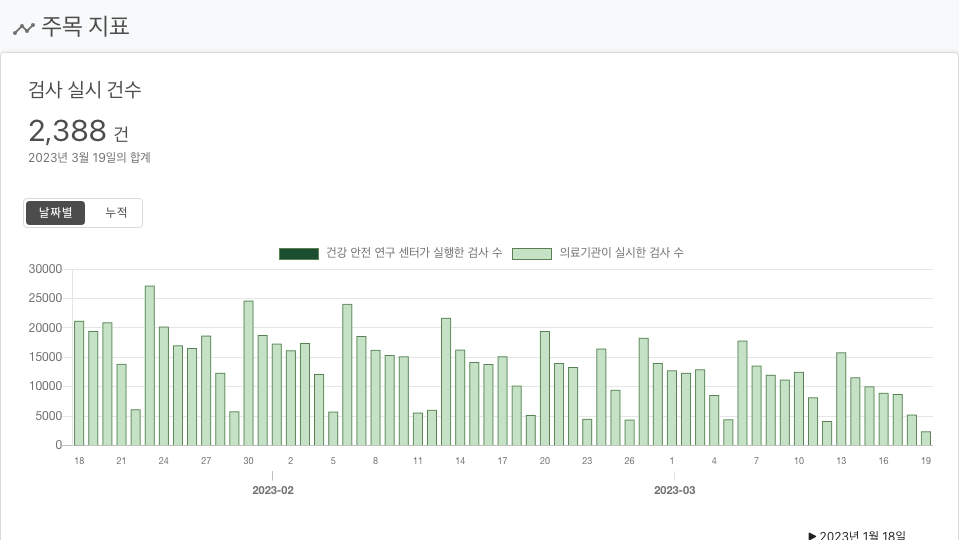 주목 지표
검사 실시 건수
2,388 건
2023년 3월 19일의 합계
날짜별 누적
건강 안전 연구 센터가 실행한 검사 수 의료기관이 실시한 검사 수
30000
25000
20000
15000
10000
5000
0
18 21 24 27 30 2 5 8 11 14 17 20 23 26 1 4 7 10 13 16 19
2023-02 2023-03
▶ 2023년 1월 18일